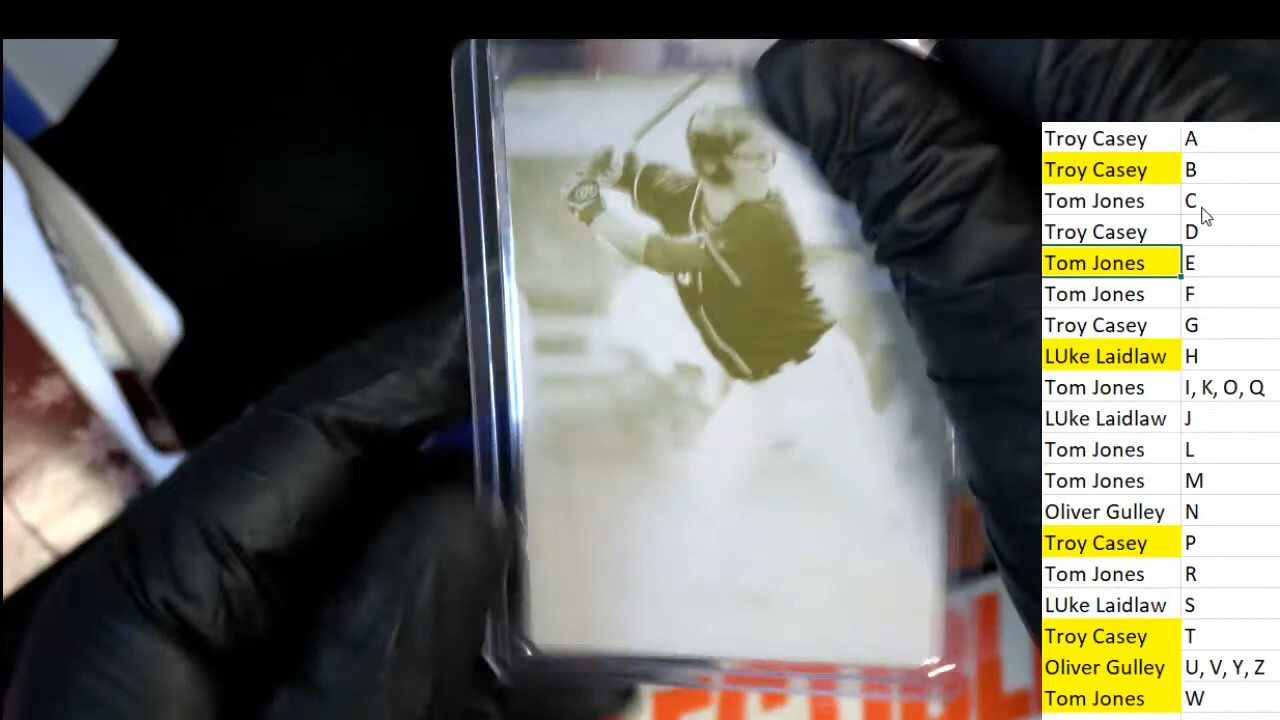 Troy Casey A
Troy Casey B
Tom Jones C
Troy Casey D
Tom Jones E
Tom Jones F
Troy Casey G
LUke Laidlaw H
Tom Jones I, K, O, Q
LUke Laidlaw J
Tom Jones L
Tom Jones M
Oliver Gulley N
Troy Casey P
Tom Jones R
LUke Laidlaw S
Troy Casey T
Oliver Gulley U, V, Y, Z
Tom Jones W